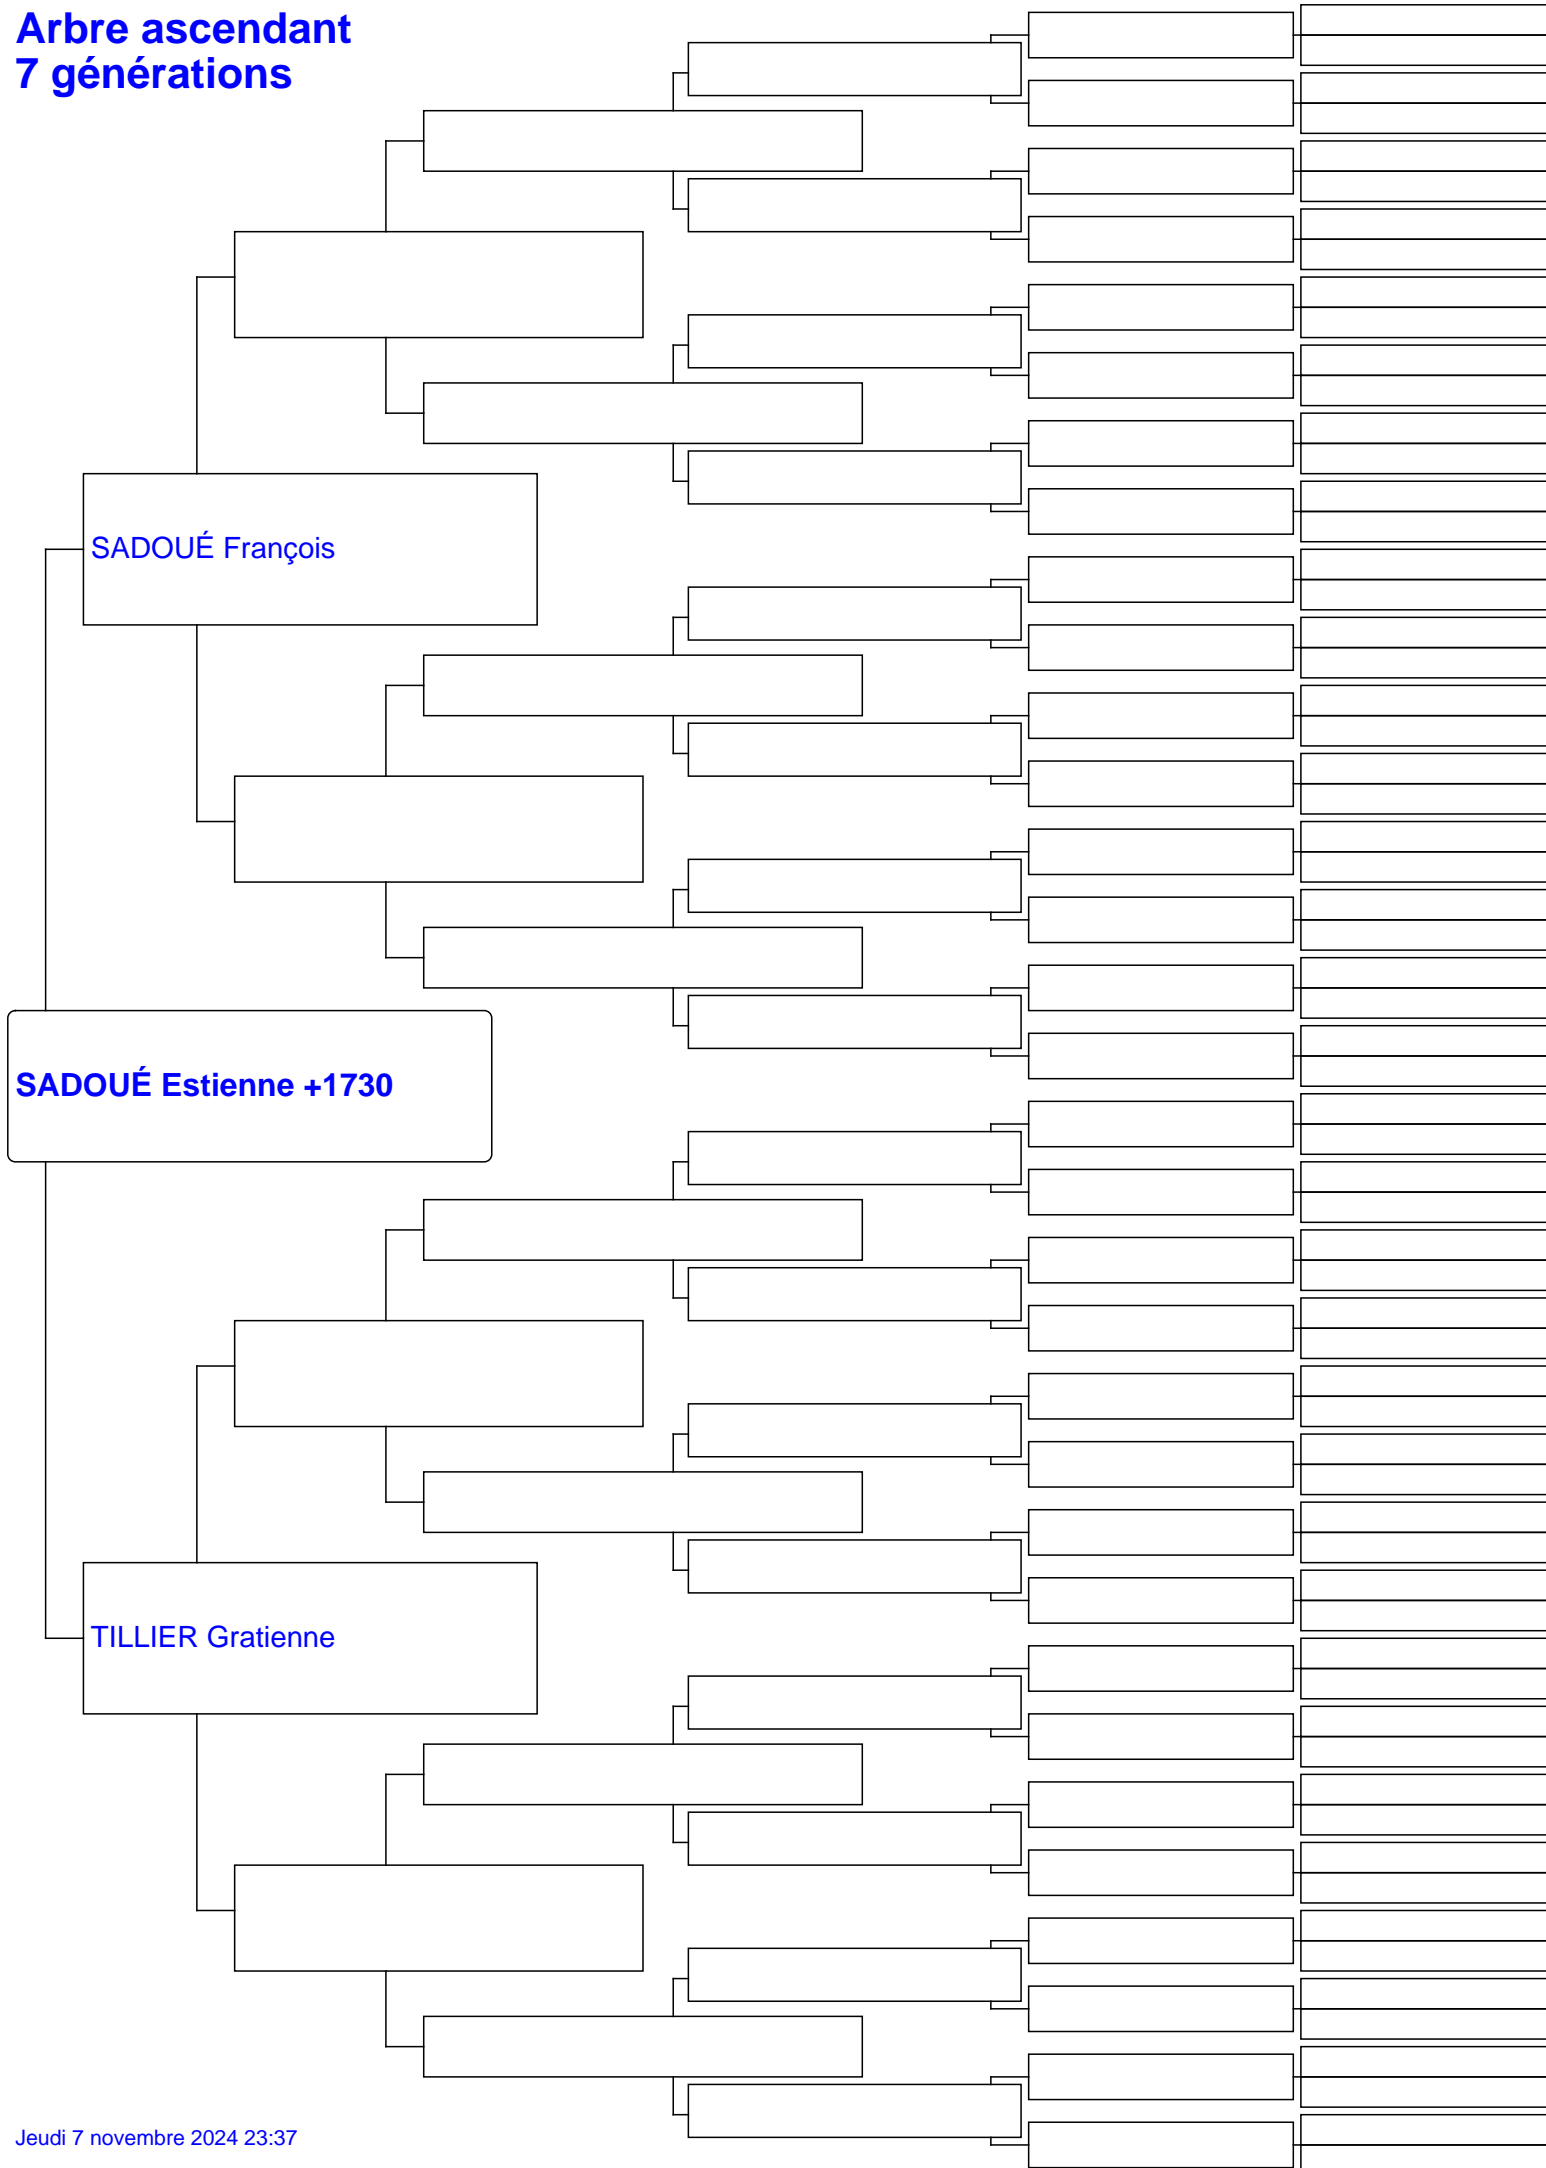 Arbre ascendant
7 générations
SADOUÉ François
SADOUÉ Estienne +1730
TILLIER Gratienne
Jeudi 7 novembre 2024 23:37